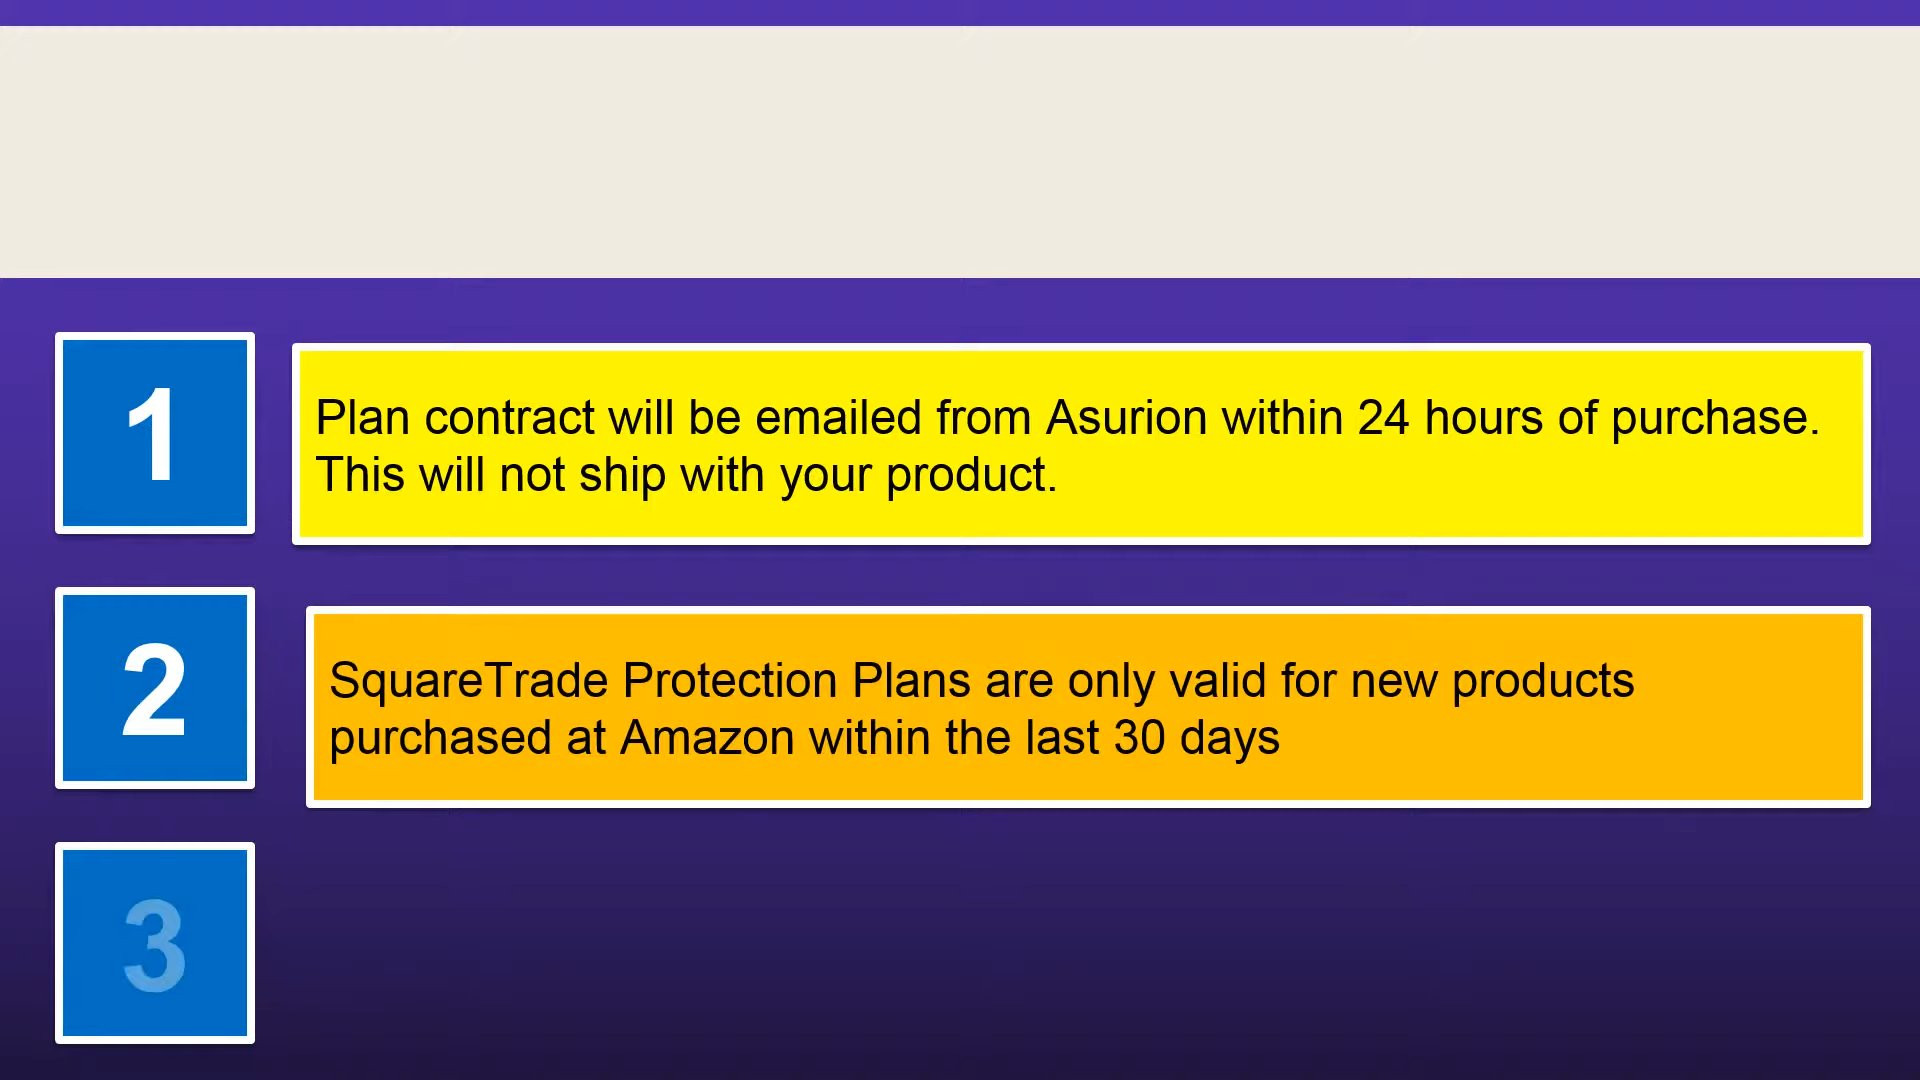 1
Plan contract will be emailed from Asurion within 24 hours of purchase.
This will not ship with your product.
2
SquareTrade Protection Plans are only valid for new products
purchased at Amazon within the last 30 days
3